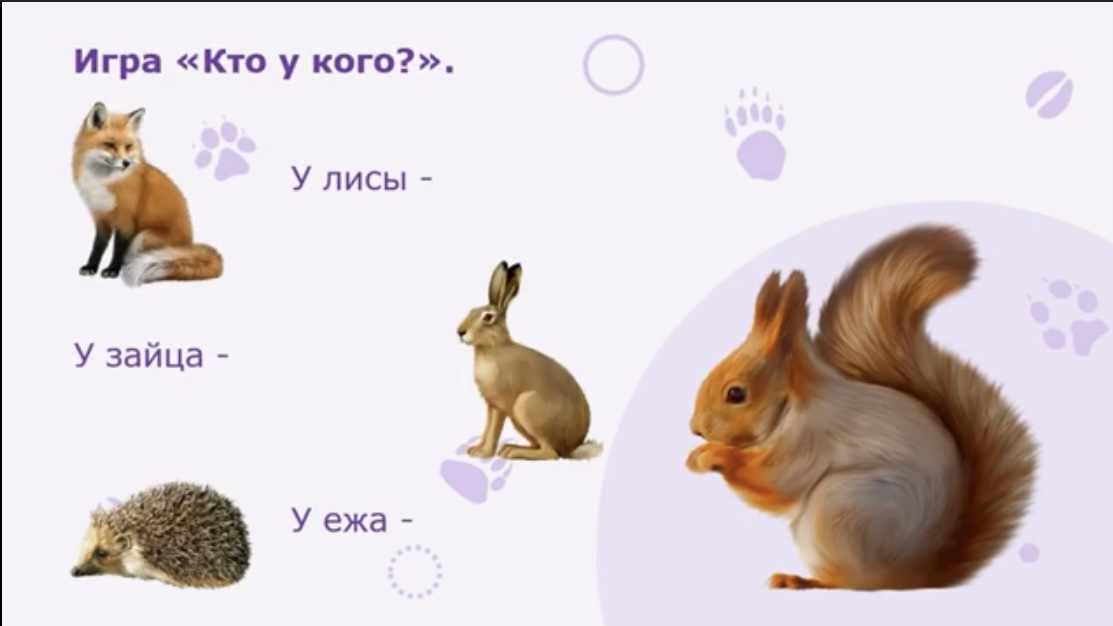 Игра «Кто у кого?».
У лисы -
У зайца -
У ежа -